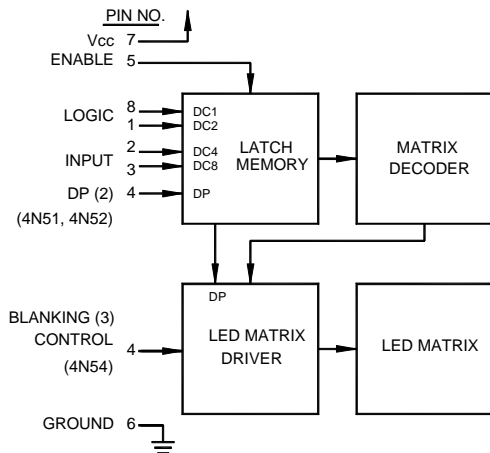 PIN NO.
Vcc 7
ENABLE 5
LOGIC 8 DC1
1 DC2
LATCH
MEMORY
MATRIX
DECODER
INPUT 2 DC4
3 DC8
DP (2) 4 DP
(4N51, 4N52)
DP
BLANKING (3)
CONTROL 4
(4N54)
LED MATRIX
DRIVER
LED MATRIX
GROUND 6